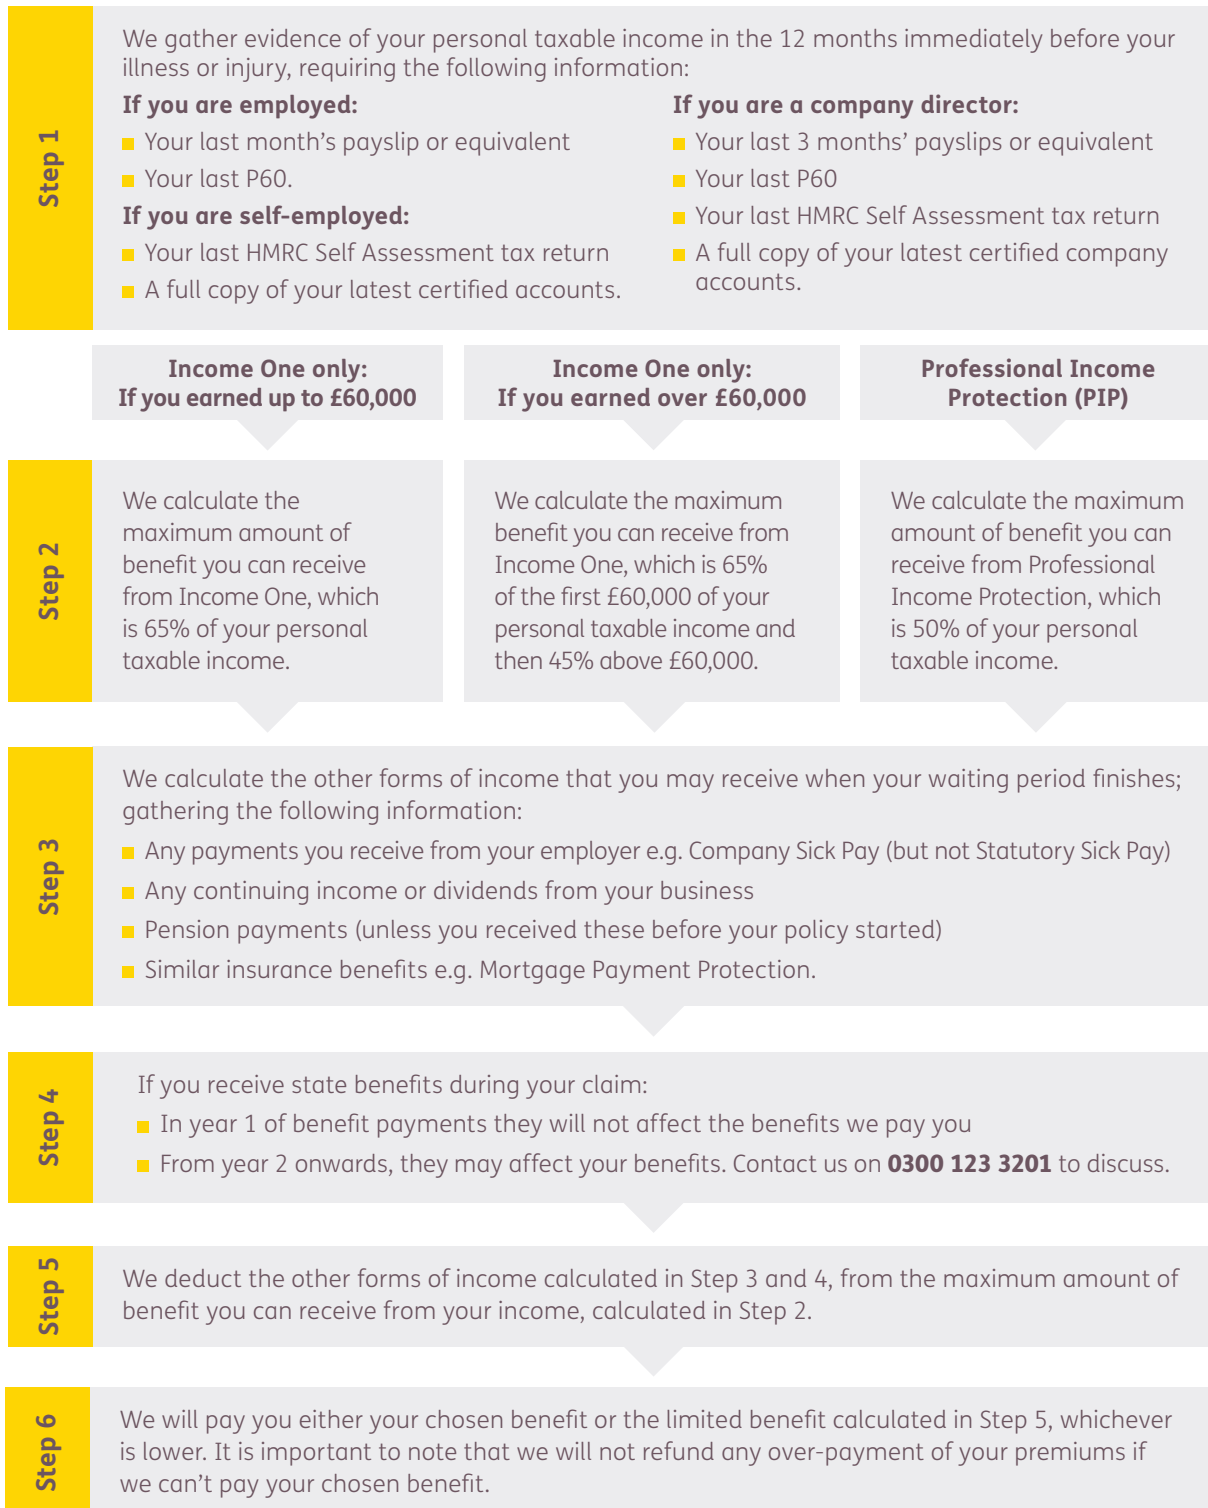 Step 1
We gather evidence of your personal taxable income in the 12 months immediately before your
illness or injury, requiring the following information:
If you are employed:
Your last month's payslip or equivalent
Your last P60.
If you are self-employed:
Your last HMRC Self Assessment tax return
A full copy of your latest certified accounts.
If you are a company director:
Your last 3 months' payslips or equivalent
Your last P60
Your last HMRC Self Assessment tax return
A full copy of your latest certified company
accounts.
Income One only:
If you earned up to £60,000
Income One only:
If you earned over £60,000
Professional Income
Protection (PIP)
Step 2
We calculate the
maximum amount of
benefit you can receive
from Income One, which
is 65% of your personal
taxable income.
We calculate the maximum
benefit you can receive from
Income One, which is 65%
of the first £60,000 of your
personal taxable income and
then 45% above £60,000.
We calculate the maximum
amount of benefit you can
receive from Professional
Income Protection, which
is 50% of your personal
taxable income.
Step 3
We calculate the other forms of income that you may receive when your waiting period finishes;
gathering the following information:
Any payments you receive from your employer e.g. Company Sick Pay (but not Statutory Sick Pay)
Any continuing income or dividends from your business
Pension payments (unless you received these before your policy started)
Similar insurance benefits e.g. Mortgage Payment Protection.
Step 4
If you receive state benefits during your claim:
In year 1 of benefit payments they will not affect the benefits we pay you
From year 2 onwards, they may affect your benefits. Contact us on 0300 123 3201 to discuss.
Step 5
We deduct the other forms of income calculated in Step 3 and 4, from the maximum amount of
benefit you can receive from your income, calculated in Step 2.
Step 6
We will pay you either your chosen benefit or the limited benefit calculated in Step 5, whichever
is lower. It is important to note that we will not refund any over-payment of your premiums if
we can't pay your chosen benefit.